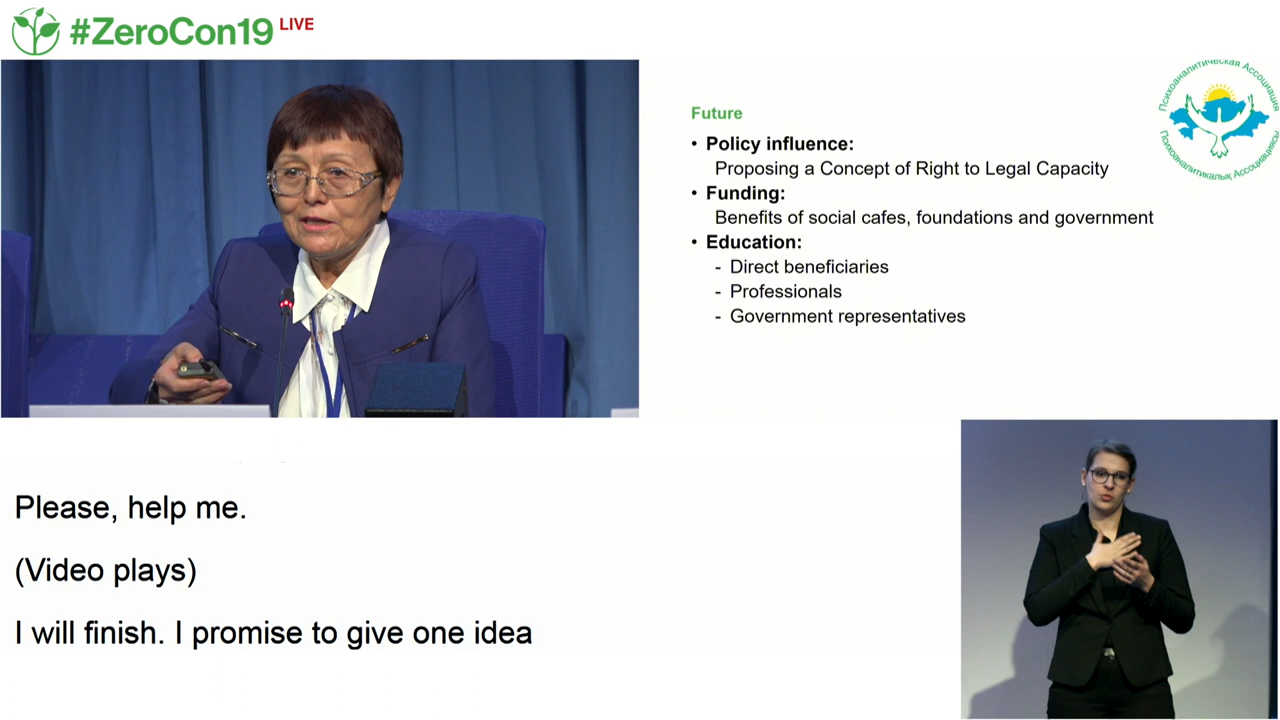 #ZeroCon19 LIVE
Психоаналитическая Ассоциация
Психоаналитикалық Ассоциациясы
Future
• Policy influence:
Proposing a Concept of Right to Legal Capacity
• Funding:
Benefits of social cafes, foundations and government
• Education:
- Direct beneficiaries
- Professionals
- Government representatives
Please, help me.
(Video plays)
I will finish. I promise to give one idea